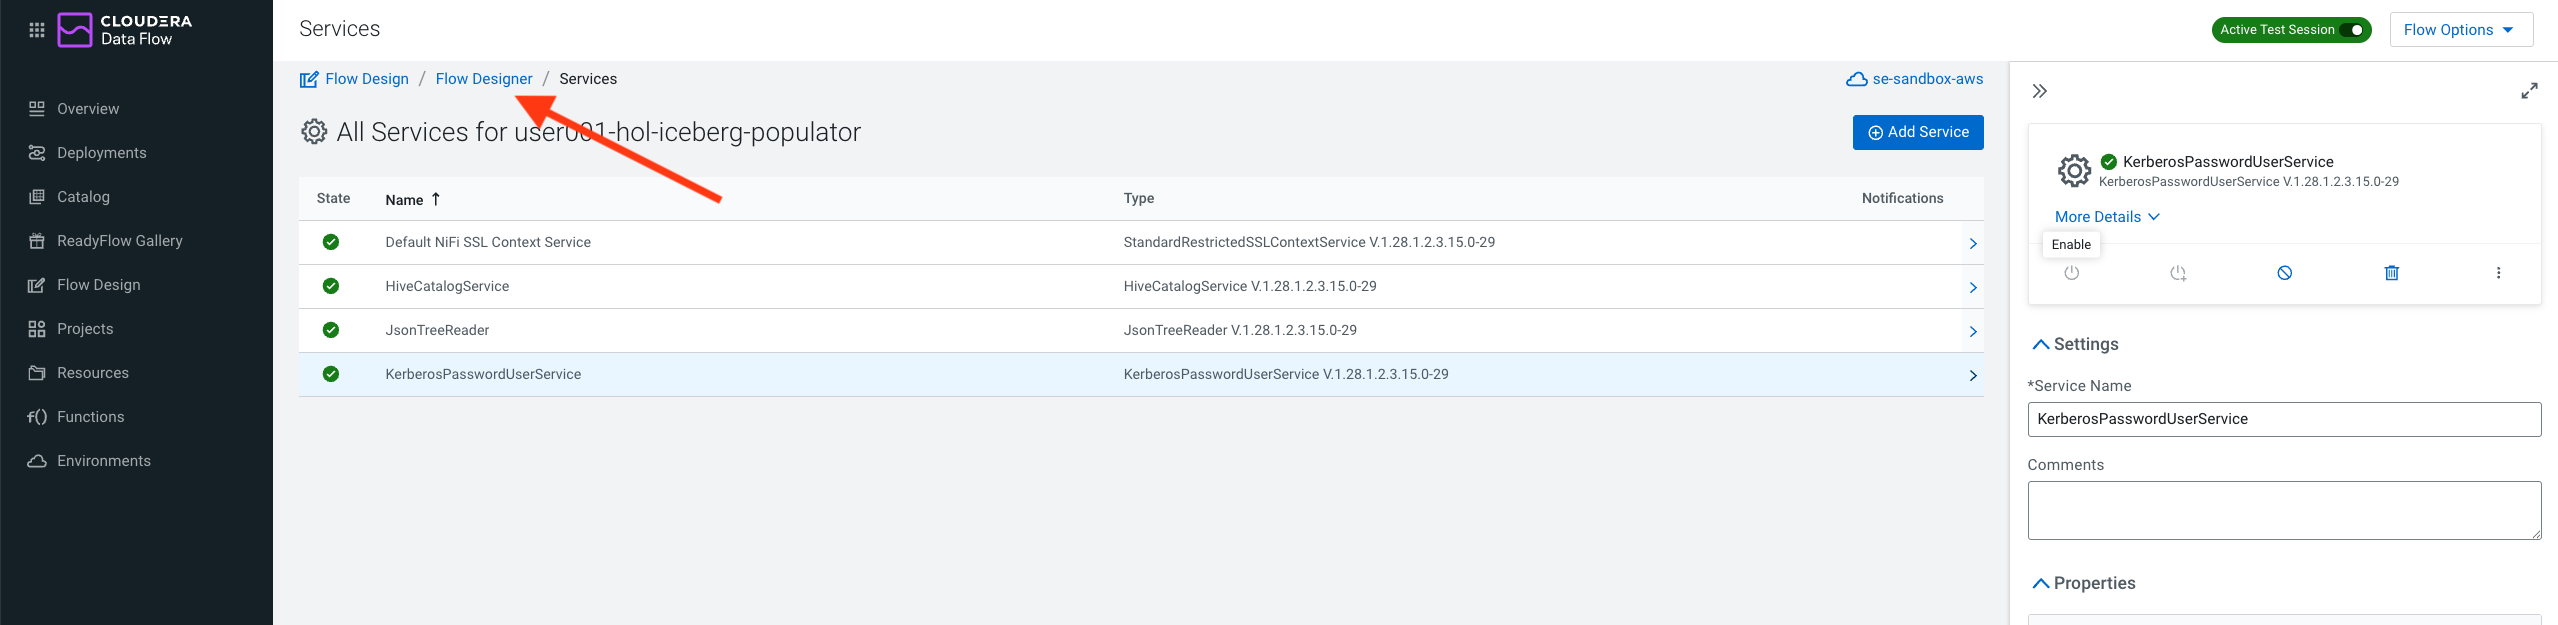 CLOUDERA
Data Flow
Overview
Deployments
Catalog
ReadyFlow Gallery
Flow Design
Projects
Resources
Functions
Environments
Services
Active Test Session
Flow Options
Flow Design / Flow Designer / Services
se-sandbox-aws
All Services for user001-hol-iceberg-populator
Add Service
State Name Type Notifications
Default NiFi SSL Context Service StandardRestrictedSSLContextService V.1.28.1.2.3.15.0-29
HiveCatalogService HiveCatalogService V.1.28.1.2.3.15.0-29
JsonTreeReader JsonTreeReader V.1.28.1.2.3.15.0-29
KerberosPasswordUserService KerberosPasswordUserService V.1.28.1.2.3.15.0-29
KerberosPasswordUserService
KerberosPasswordUserService V.1.28.1.2.3.15.0-29
More Details
Enable
Settings
*Service Name
KerberosPasswordUserService
Comments
Properties